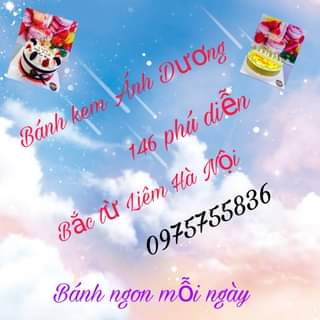 Bánh kem Ánh Dương
146 phú diễn
Bắc từ Liêm Hà Nội
0975755836
Bánh ngon mỗi ngày